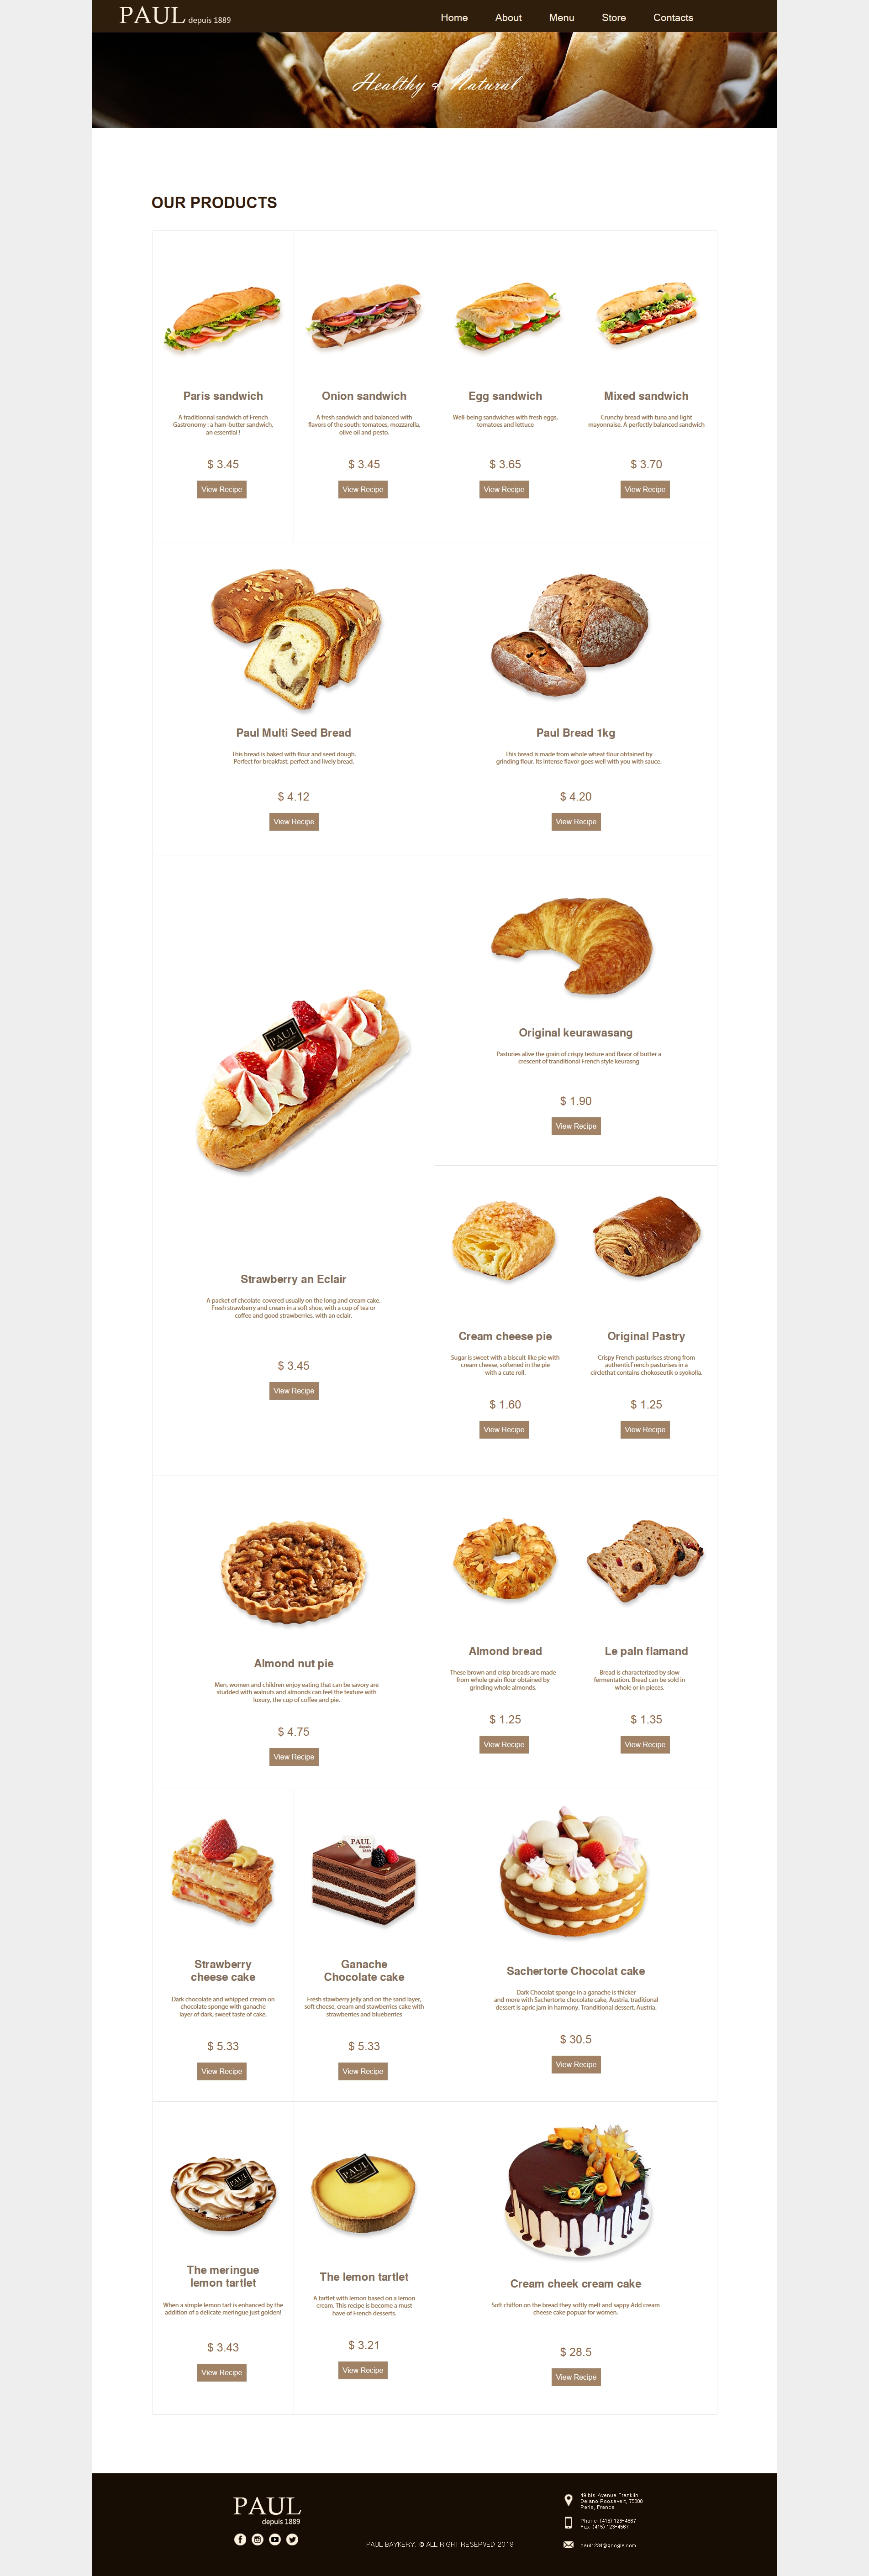 PAUL depuis 1889
Home About Menu Store Contacts
Healthy & Natural
OUR PRODUCTS
Paris sandwich
A traditionnal sandwich of French
Gastronomy : a ham-butter sandwich,
an essential !
$ 3.45
View Recipe
Onion sandwich
A fresh sandwich and balanced with
flavors of the south: tomatoes, mozzarella,
olive oil and pesto.
$ 3.45
View Recipe
Egg sandwich
Well-being sandwiches with fresh eggs,
tomatoes and lettuce
$ 3.65
View Recipe
Mixed sandwich
Crunchy bread with tuna and light
mayonnaise, A perfectly balanced sandwich
$ 3.70
View Recipe
Paul Multi Seed Bread
This bread is baked with flour and seed dough.
Perfect for breakfast, perfect and lively bread.
$ 4.12
View Recipe
Paul Bread 1kg
This bread is made from whole wheat flour obtained by
grinding flour. Its intense flavor goes well with you with sauce.
$ 4.20
View Recipe
PAUL
Strawberry an Eclair
A packet of chcolate-covered usually on the long and cream cake.
Fresh strawberry and cream in a soft shoe, with a cup of tea or
coffee and good strawberries, with an eclair.
$ 3.45
View Recipe
Original keurawasang
Pasturies alive the grain of crispy texture and flavor of butter a
crescent of tranditional French style keurasng
$ 1.90
View Recipe
Cream cheese pie
Sugar is sweet with a biscuit-like pie with
cream cheese, softened in the pie
with a cute roll.
$ 1.60
View Recipe
Original Pastry
Crispy French pasturises strong from
authenticFrench pasturises in a
circlethat contains chokoseutik o syokolla.
$ 1.25
View Recipe
Almond nut pie
Men, women and children enjoy eating that can be savory are
studded with walnuts and almonds can feel the texture with
luxury, the cup of coffee and pie.
$ 4.75
View Recipe
Almond bread
These brown and crisp breads are made
from whole grain flour obtained by
grinding whole almonds.
$ 1.25
View Recipe
Le paln flamand
Bread is characterized by slow
fermentation. Bread can be sold in
whole or in pieces.
$ 1.35
View Recipe
Strawberry
cheese cake
Dark chocolate and whipped cream on
chocolate sponge with ganache
layer of dark, sweet taste of cake.
$ 5.33
View Recipe
PAUL
depuis
1889
Ganache
Chocolate cake
Fresh stawberry jelly and on the sand layer,
soft cheese, cream and stawberries cake with
strawberries and blueberries
$ 5.33
View Recipe
Sachertorte Chocolat cake
Dark Chocolat sponge in a ganache is thicker
and more with Sachertorte chocolate cake, Austria, traditional
dessert is apric jam in harmony. Tranditional dessert, Austria.
$ 30.5
View Recipe
PAUL
The meringue
lemon tartlet
When a simple lemon tart is enhanced by the
addition of a delicate meringue just golden!
$ 3.43
View Recipe
PAUL
The lemon tartlet
A tartlet with lemon based on a lemon
cream. This recipe is become a must
have of French desserts.
$ 3.21
View Recipe
Cream cheek cream cake
Soft chiffon on the bread they softly melt and sappy Add cream
cheese cake popuar for women.
$ 28.5
View Recipe
PAUL
depuis 1889
PAUL BAYKERY. © ALL RIGHT RESERVED 2018
49 bis Avenue Franklin
Delano Roosevelt, 75008
Paris, France
Phone: (415) 123-4567
Fax: (415) 123-4567
paul1234@google.com